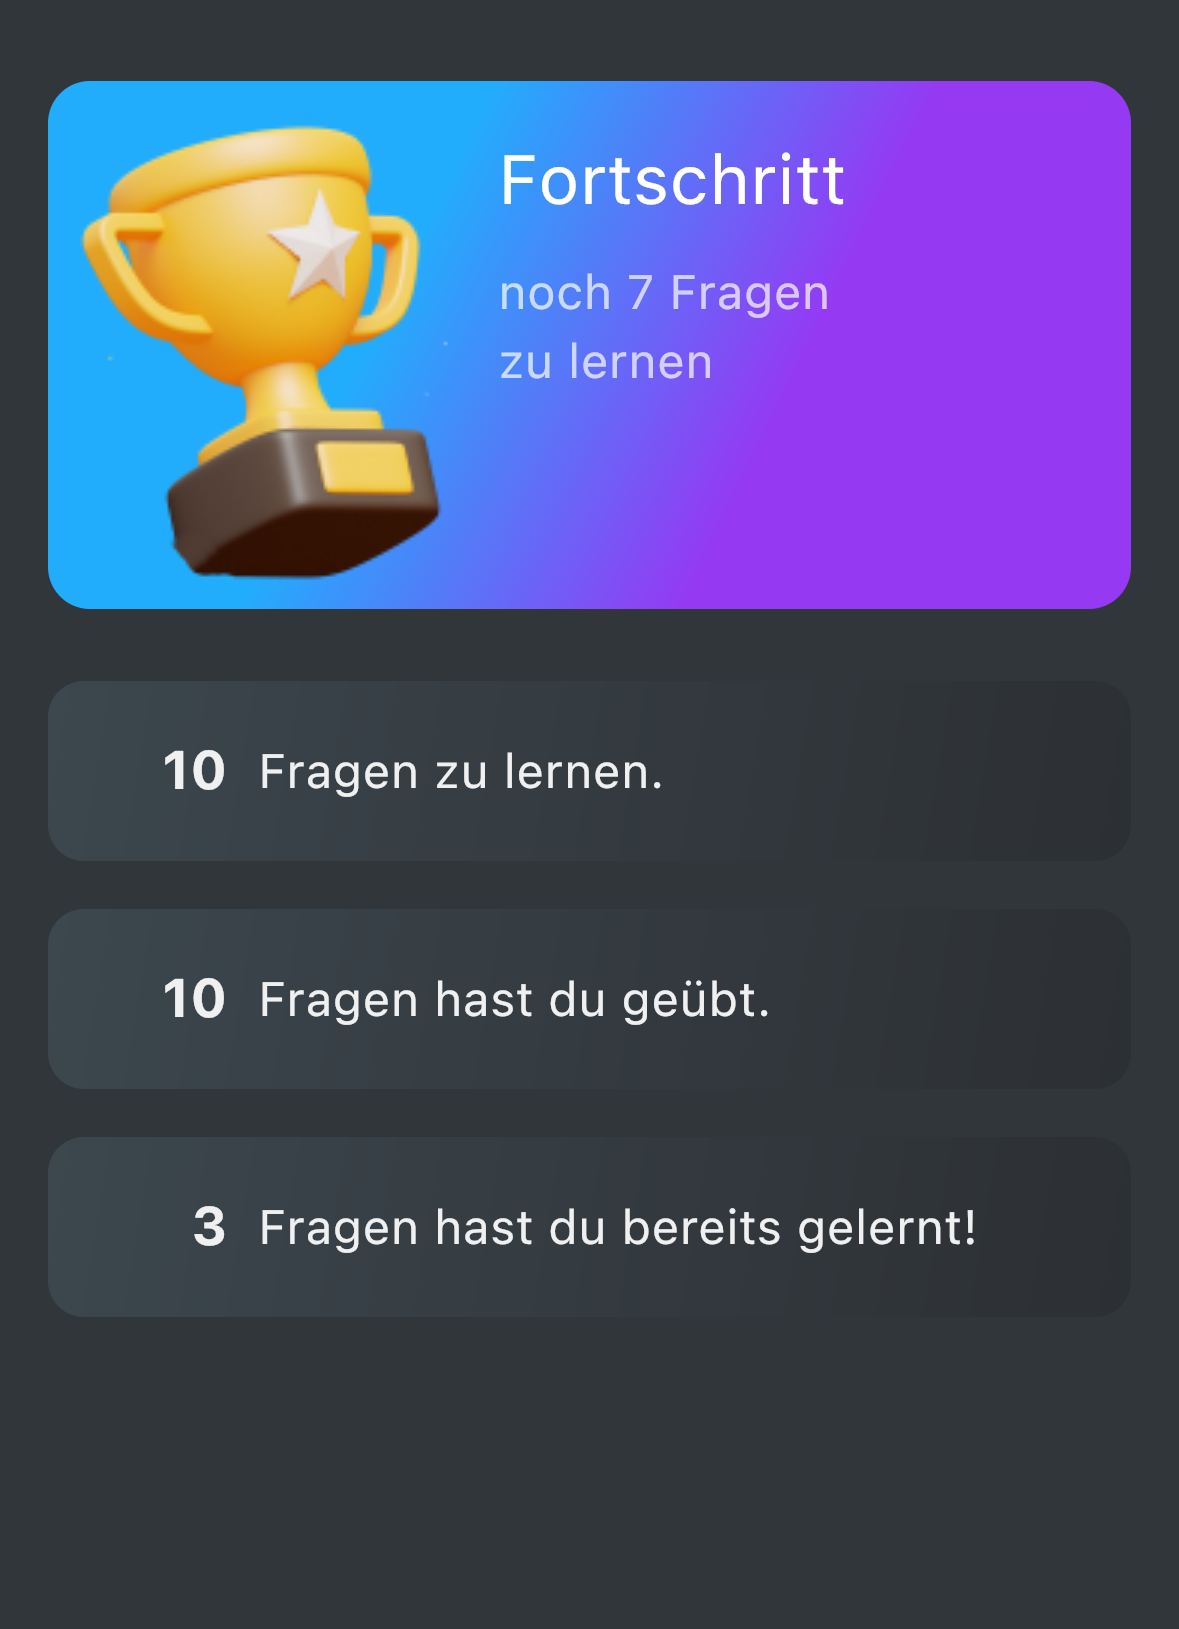 Fortschritt
noch 7 Fragen
zu lernen
10 Fragen zu lernen.
10 Fragen hast du geübt.
3 Fragen hast du bereits gelernt!